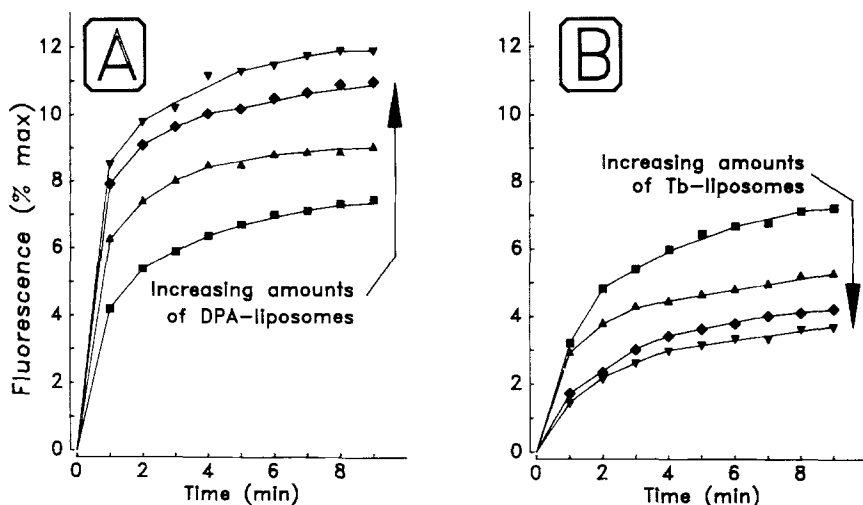 A
12
10
8
6
4
2
0
Fluorescence (% max)
Increasing amounts
of DPA-liposomes
0 2 4 6 8
Time (min)
B
12
10
8
6
4
2
0
Increasing amounts
of Tb-liposomes
0 2 4 6 8
Time (min)